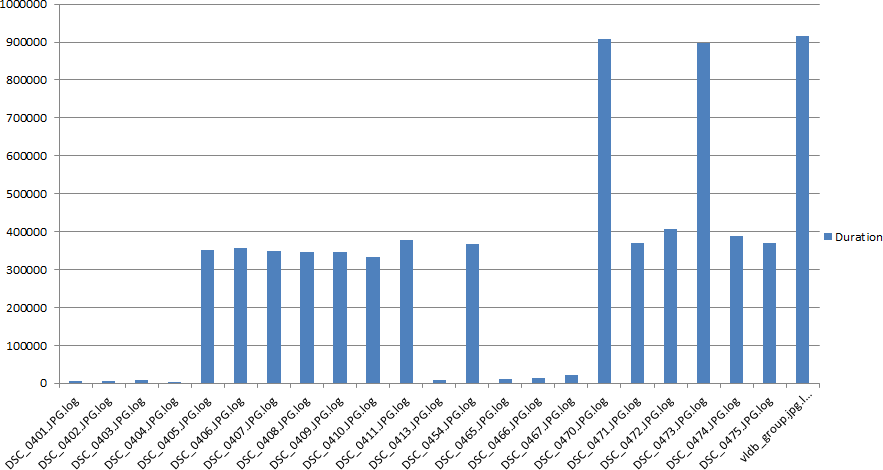 1000000
900000
800000
700000
600000
500000
400000
300000
200000
100000
0
DSC_0401.JPG.log
DSC_0402.JPG.log
DSC_0403.JPG.log
DSC_0404.JPG.log
DSC_0405.JPG.log
DSC_0406.JPG.log
DSC_0407.JPG.log
DSC_0408.JPG.log
DSC_0409.JPG.log
DSC_0410.JPG.log
DSC_0411.JPG.log
DSC_0413.JPG.log
DSC_0454.JPG.log
DSC_0465.JPG.log
DSC_0466.JPG.log
DSC_0467.JPG.log
DSC_0470.JPG.log
DSC_0471.JPG.log
DSC_0472.JPG.log
DSC_0473.JPG.log
DSC_0474.JPG.log
DSC_0475.JPG.log
vldb_group.jpg.l...
Duration